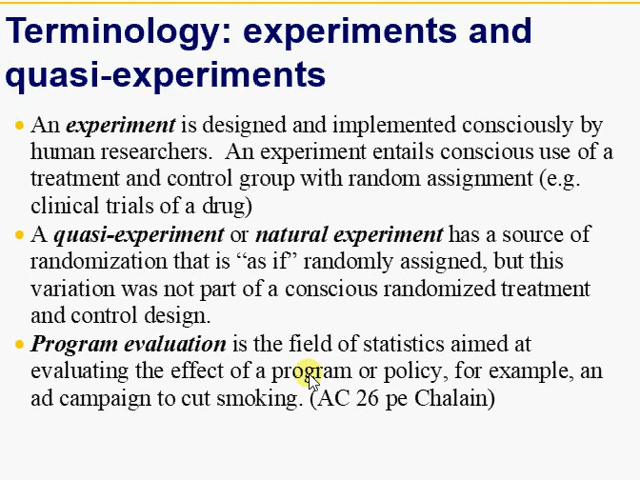 Terminology: experiments and
quasi-experiments
An experiment is designed and implemented consciously by
human researchers.  An experiment entails conscious use of a
treatment and control group with random assignment (e.g.
clinical trials of a drug)
A quasi-experiment or natural experiment has a source of
randomization that is “as if” randomly assigned, but this
variation was not part of a conscious randomized treatment
and control design.
Program evaluation is the field of statistics aimed at
evaluating the effect of a program or policy, for example, an
ad campaign to cut smoking. (AC 26 pe Chalain)